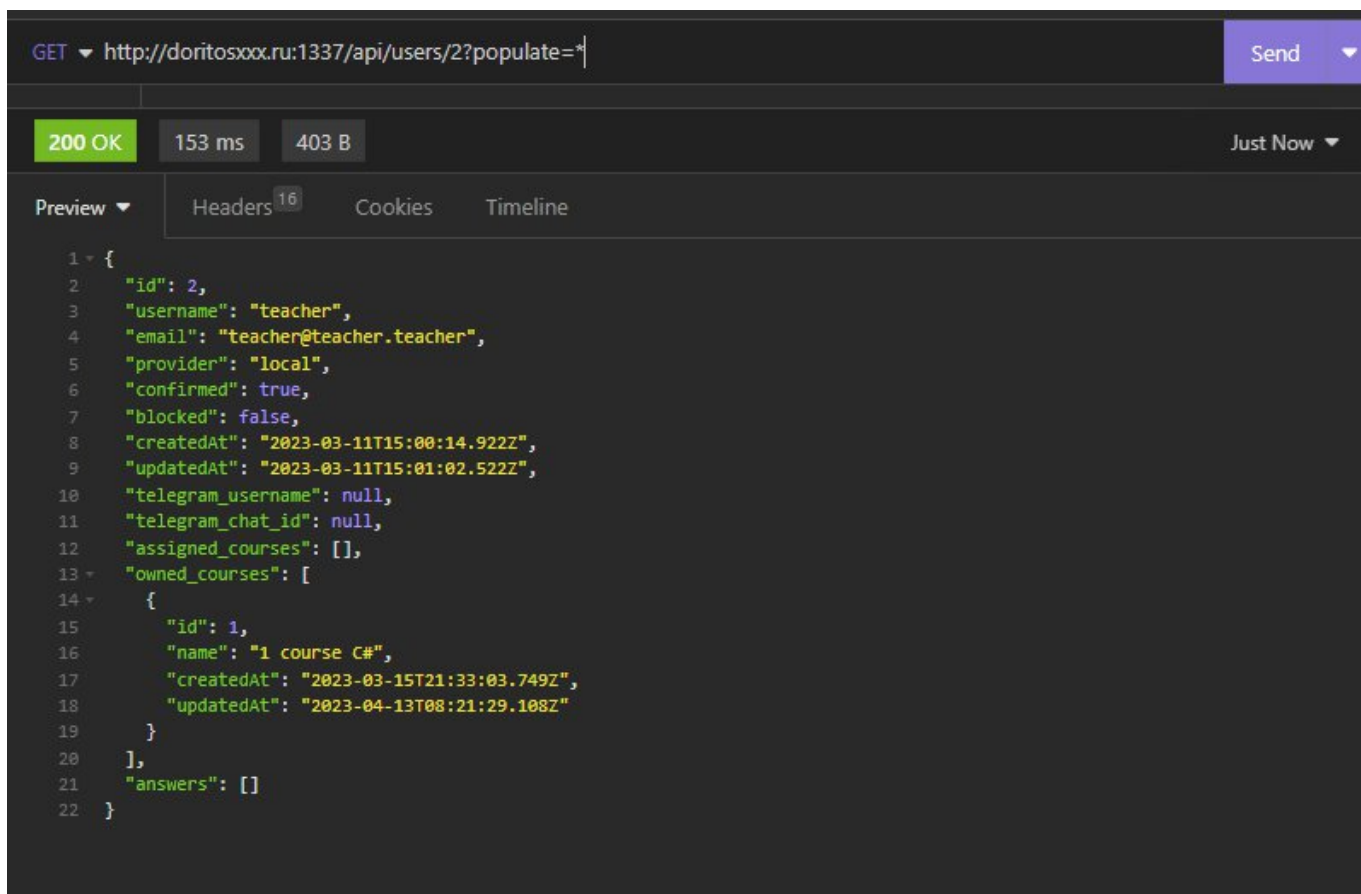 GET http://doritosxxx.ru:1337/api/users/2?populate=* Send
200 OK 153 ms 403 B Just Now
Preview Headers 16 Cookies Timeline
1 {
2 "id": 2,
3 "username": "teacher",
4 "email": "teacher@teacher.teacher",
5 "provider": "local",
6 "confirmed": true,
7 "blocked": false,
8 "createdAt": "2023-03-11T15:00:14.922Z",
9 "updatedAt": "2023-03-11T15:01:02.522Z",
10 "telegram_username": null,
11 "telegram_chat_id": null,
12 "assigned_courses": [],
13 "owned_courses": [
14 {
15 "id": 1,
16 "name": "1 course C#",
17 "createdAt": "2023-03-15T21:33:03.749Z",
18 "updatedAt": "2023-04-13T08:21:29.108Z"
19 }
20 ],
21 "answers": []
22 }